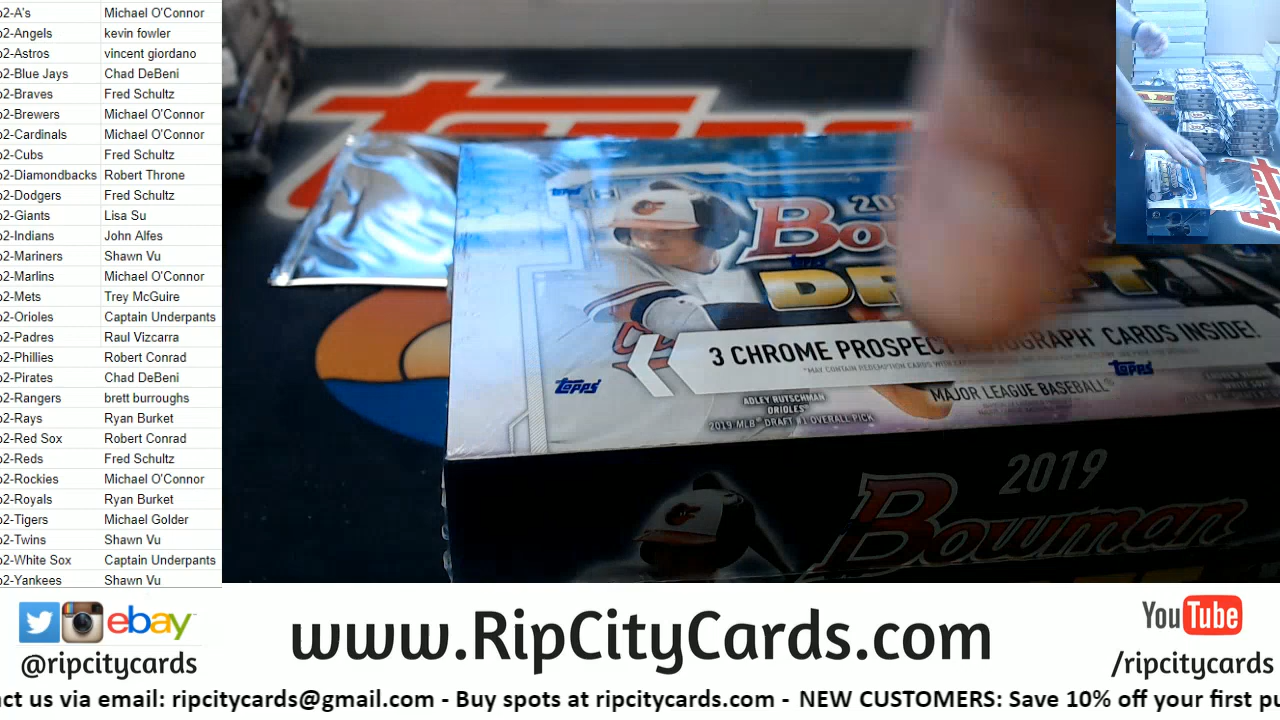 o2-A's Michael O'Connor
o2-Angels kevin fowler
o2-Astros vincent giordano
o2-Blue Jays Chad DeBeni
o2-Braves Fred Schultz
o2-Brewers Michael O'Connor
o2-Cardinals Michael O'Connor
o2-Cubs Fred Schultz
o2-Diamondbacks Robert Throne
o2-Dodgers Fred Schultz
o2-Giants Lisa Su
o2-Indians John Alfes
o2-Mariners Shawn Vu
o2-Marlins Michael O'Connor
o2-Mets Trey McGuire
o2-Orioles Captain Underpants
o2-Padres Raul Vizcarra
o2-Phillies Robert Conrad
o2-Pirates Chad DeBeni
o2-Rangers brett burroughs
o2-Rays Ryan Burket
o2-Red Sox Robert Conrad
o2-Reds Fred Schultz
o2-Rockies Michael O'Connor
o2-Royals Ryan Burket
o2-Tigers Michael Golder
o2-Twins Shawn Vu
o2-White Sox Captain Underpants
o2-Yankees Shawn Vu
Topps
3 CHROME PROSPECT AUTOGRAPH CARDS INSIDE!
Topps
Topps
ADLEY RUTSCHMAN
ORIOLES
2019 MLB DRAFT #1 OVERALL PICK
MAJOR LEAGUE BASEBALL
2019
Bowman
ebay
@ripcitycards
www.RipCityCards.com
YouTube
/ripcitycards
ct us via email: ripcitycards@gmail.com - Buy spots at ripcitycards.com - NEW CUSTOMERS: Save 10% off your first pu